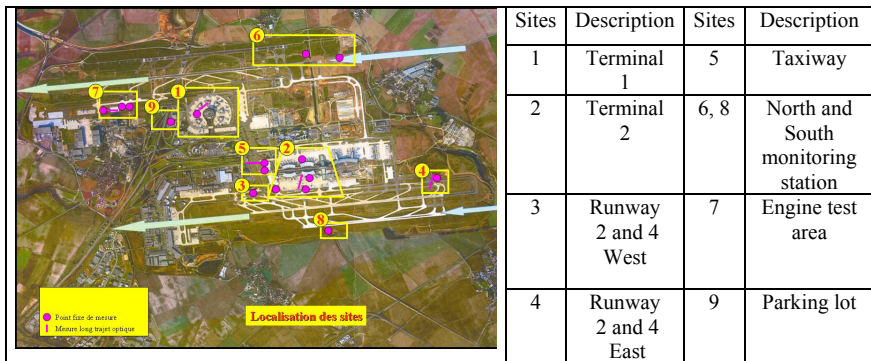 6
7
1
9
5
2
4
3
8
Point fixe de mesure
Mesure long trajet optique
Localisation des sites
Sites Description Sites Description
1 Terminal 1 5 Taxiway
2 Terminal 2 6, 8 North and South monitoring station
3 Runway 2 and 4 West 7 Engine test area
4 Runway 2 and 4 East 9 Parking lot